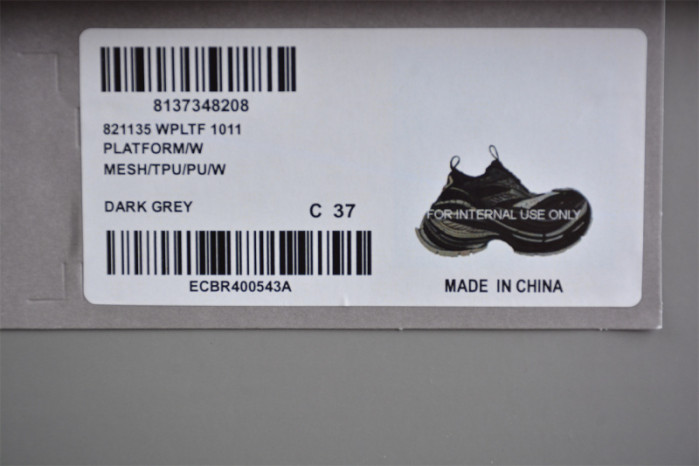 8137348208
821135 WPLTF 1011
PLATFORM/W
MESH/TPU/PU/W
DARK GREY
C 37
ECBR400543A
FOR INTERNAL USE ONLY
MADE IN CHINA